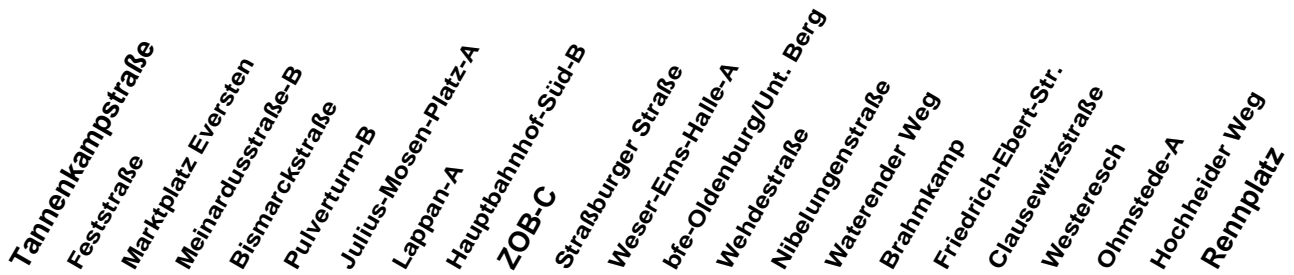 Tannenkampstraße
Feststraße
Marktplatz Eversten
Meinardusstraße-B
Bismarckstraße
Pulverturm-B
Julius-Mosen-Platz-A
Lappan-A
Hauptbahnhof-Süd-B
ZOB-C
Straßburger Straße
Weser-Ems-Halle-A
bfe-Oldenburg/Unt. Berg
Wehdestraße
Nibelungenstraße
Waterender Weg
Brahmkamp
Friedrich-Ebert-Str.
Clausewitzstraße
Westeresch
Ohmstede-A
Hochheider Weg
Rennplatz